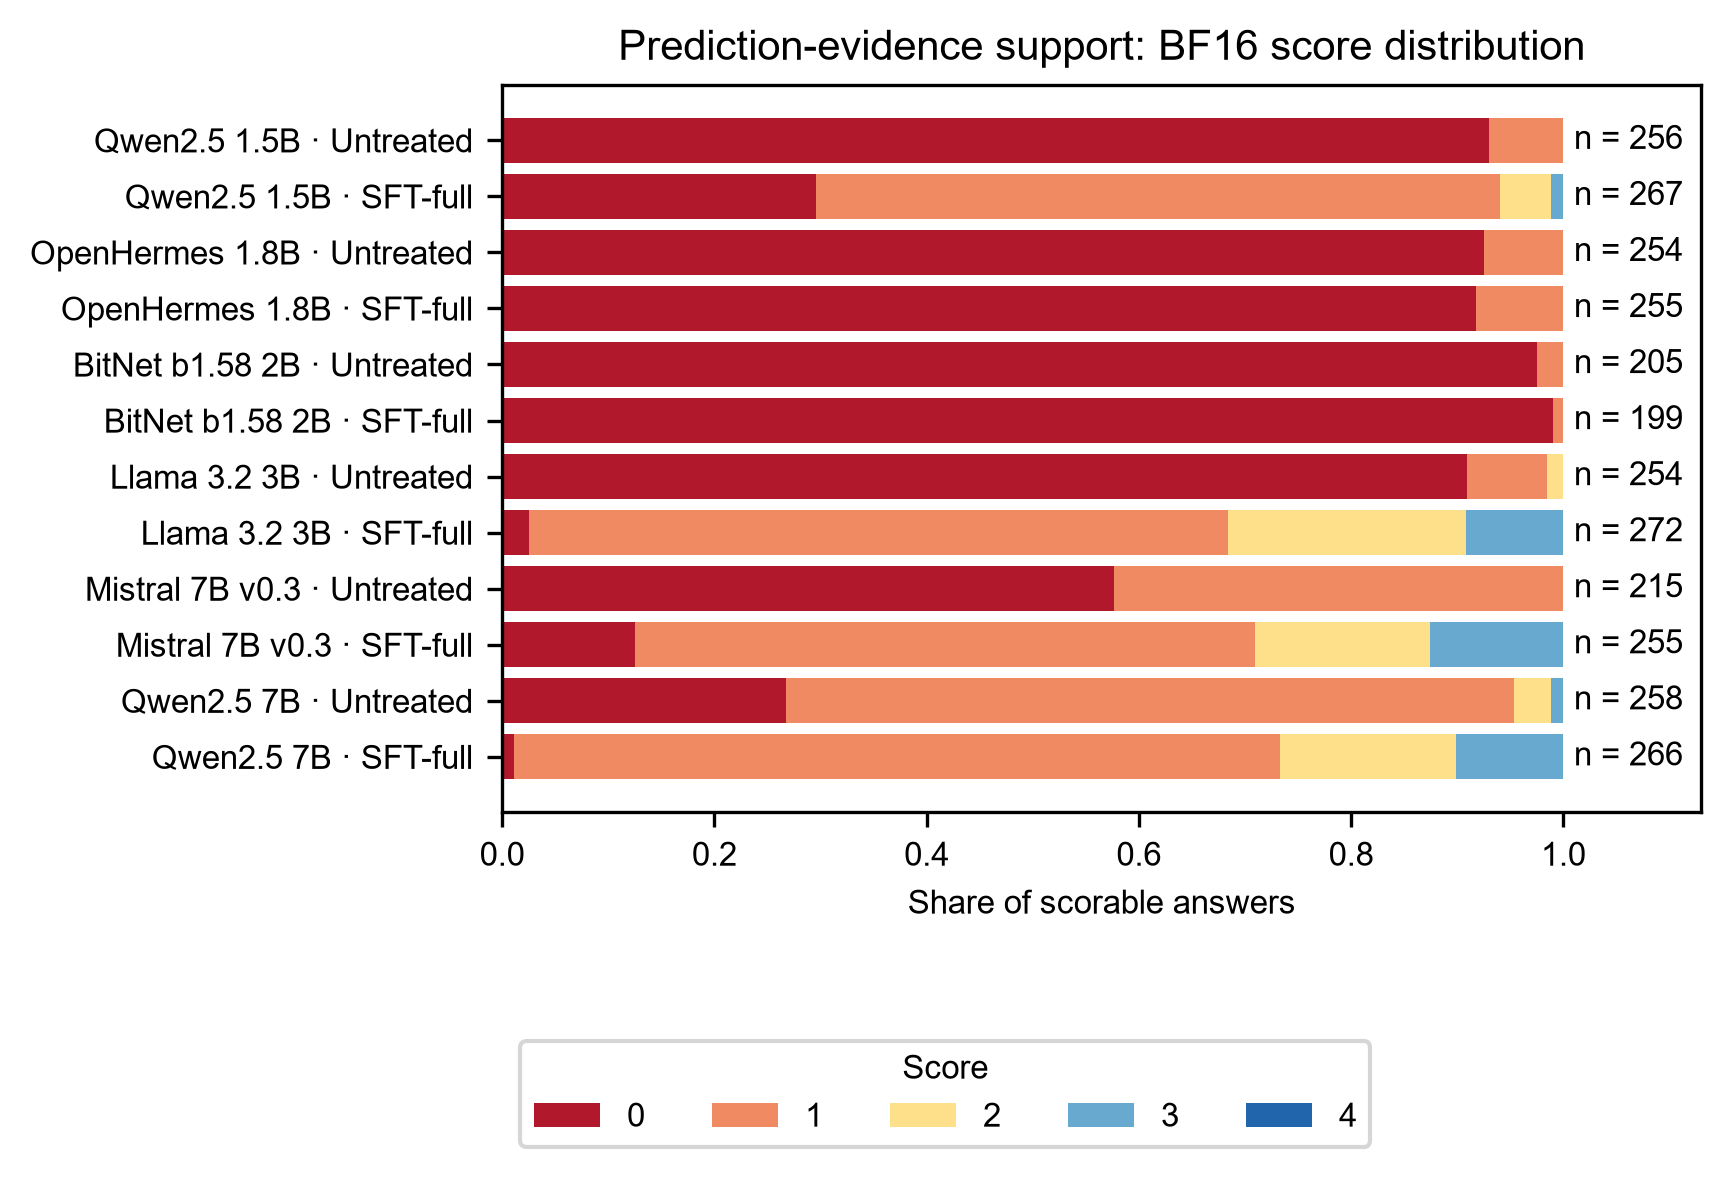 Prediction-evidence support: BF16 score distribution
Qwen2.5 1.5B · Untreated n = 256
Qwen2.5 1.5B · SFT-full n = 267
OpenHermes 1.8B · Untreated n = 254
OpenHermes 1.8B · SFT-full n = 255
BitNet b1.58 2B · Untreated n = 205
BitNet b1.58 2B · SFT-full n = 199
Llama 3.2 3B · Untreated n = 254
Llama 3.2 3B · SFT-full n = 272
Mistral 7B v0.3 · Untreated n = 215
Mistral 7B v0.3 · SFT-full n = 255
Qwen2.5 7B · Untreated n = 258
Qwen2.5 7B · SFT-full n = 266
0.0 0.2 0.4 0.6 0.8 1.0
Share of scorable answers
Score
0 1 2 3 4